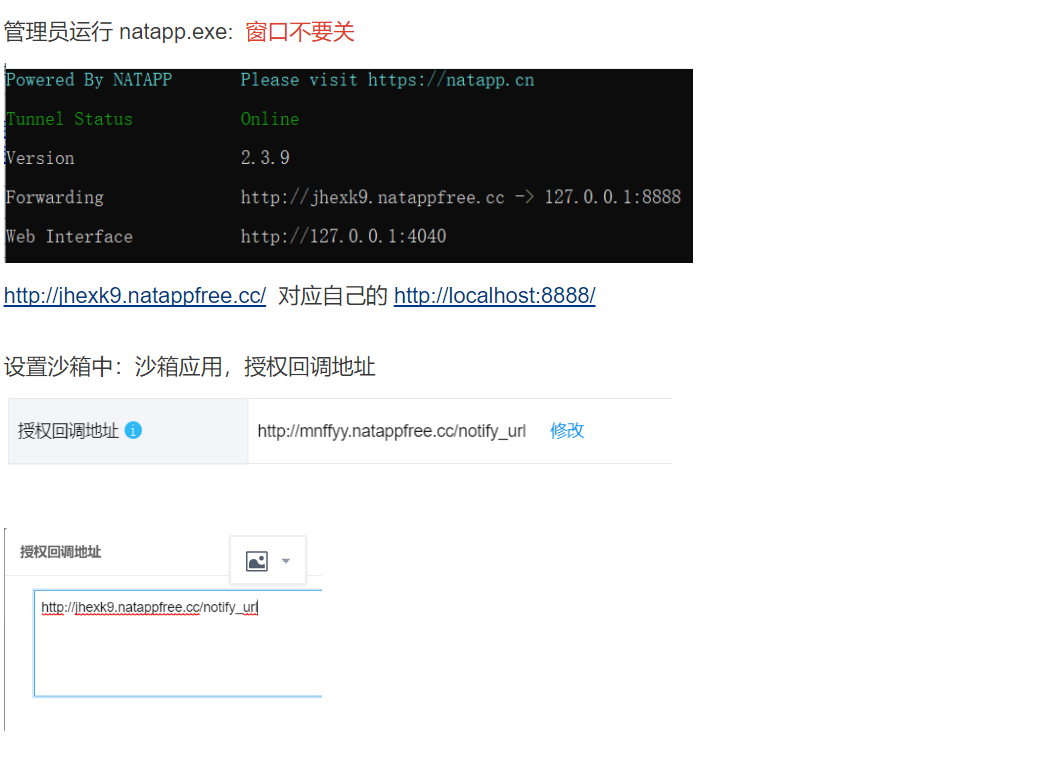 管理员运行 natapp.exe: 窗口不要关
Powered By NATAPP Please visit https://natapp.cn
Tunnel Status Online
Version 2.3.9
Forwarding http://jhexk9.natappfree.cc -> 127.0.0.1:8888
Web Interface http://127.0.0.1:4040
http://jhexk9.natappfree.cc/ 对应自己的 http://localhost:8888/
设置沙箱中：沙箱应用，授权回调地址
授权回调地址 http://mnffyy.natappfree.cc/notify_url 修改
授权回调地址
http://jhexk9.natappfree.cc/notify_url